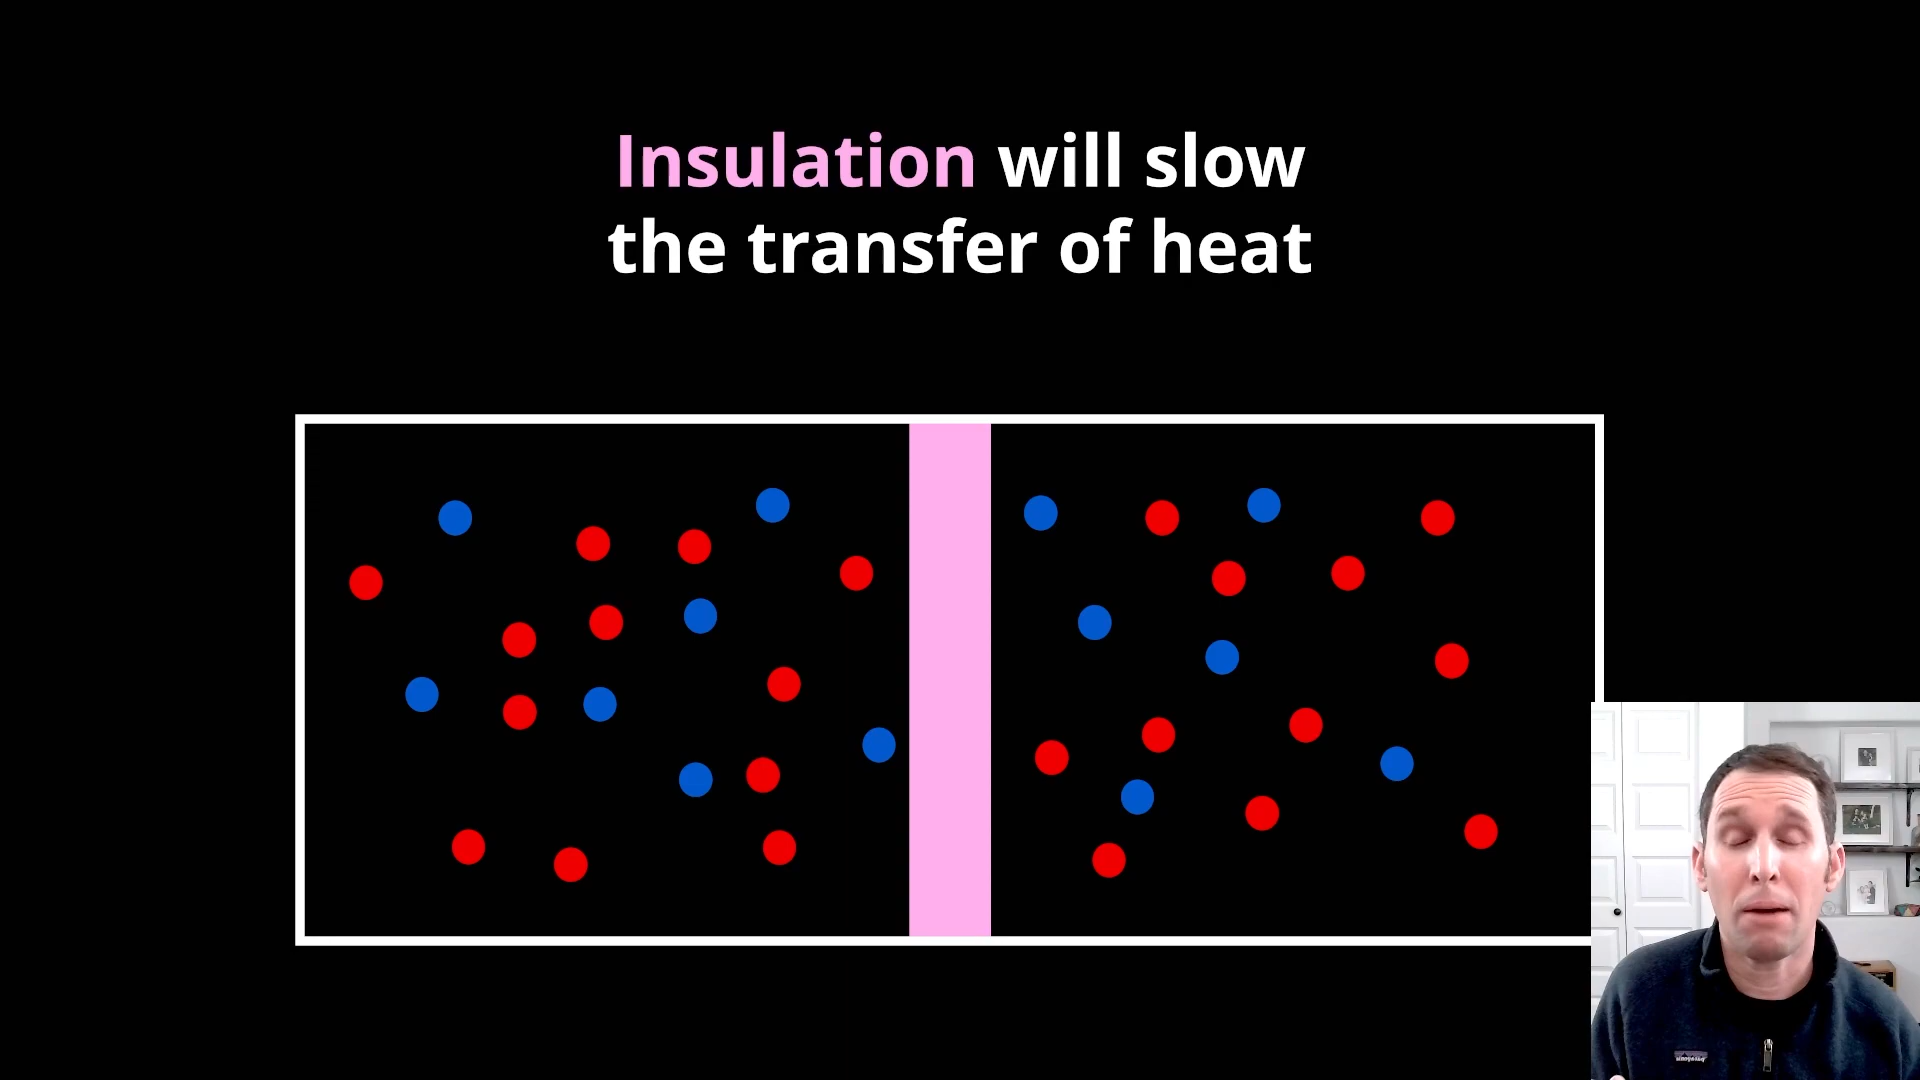 Insulation will slow
the transfer of heat